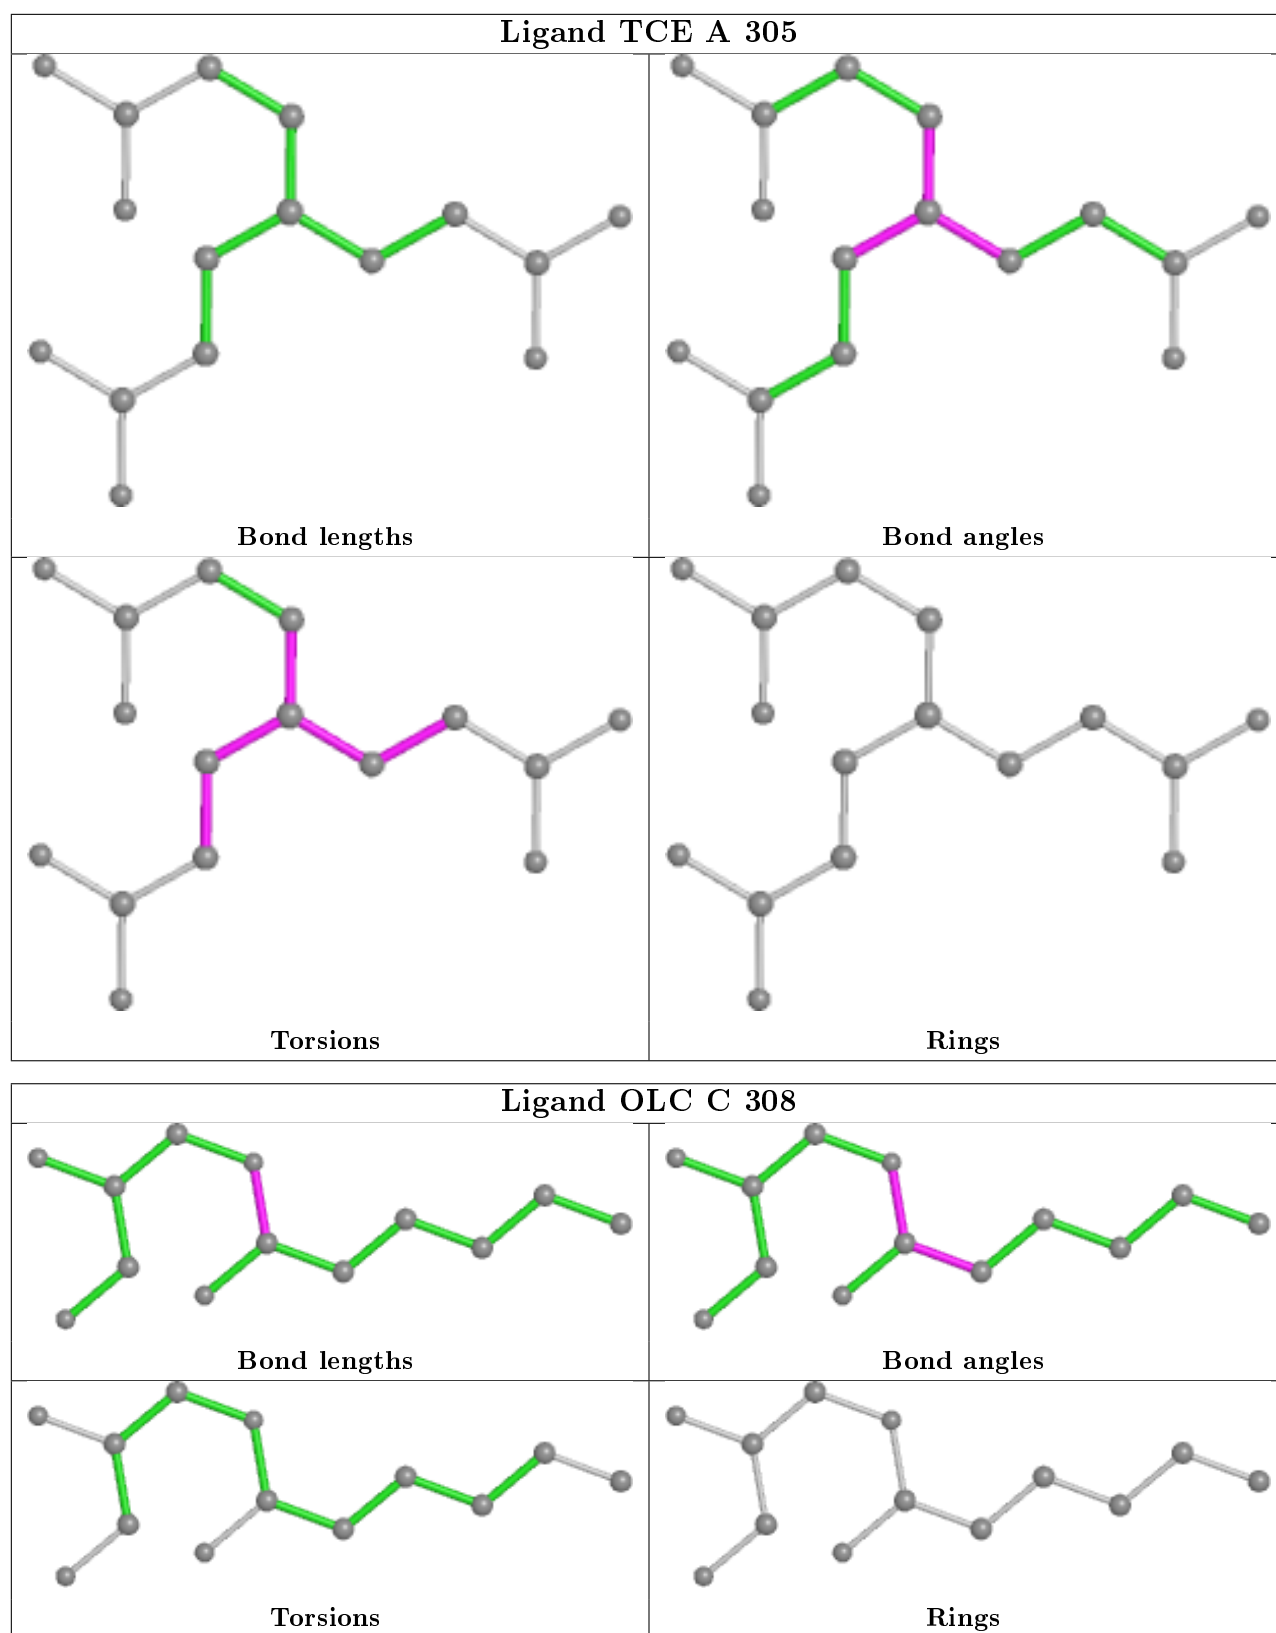 Ligand TCE A 305
Bond lengths
Bond angles
Torsions
Rings
Ligand OLC C 308
Bond lengths
Bond angles
Torsions
Rings